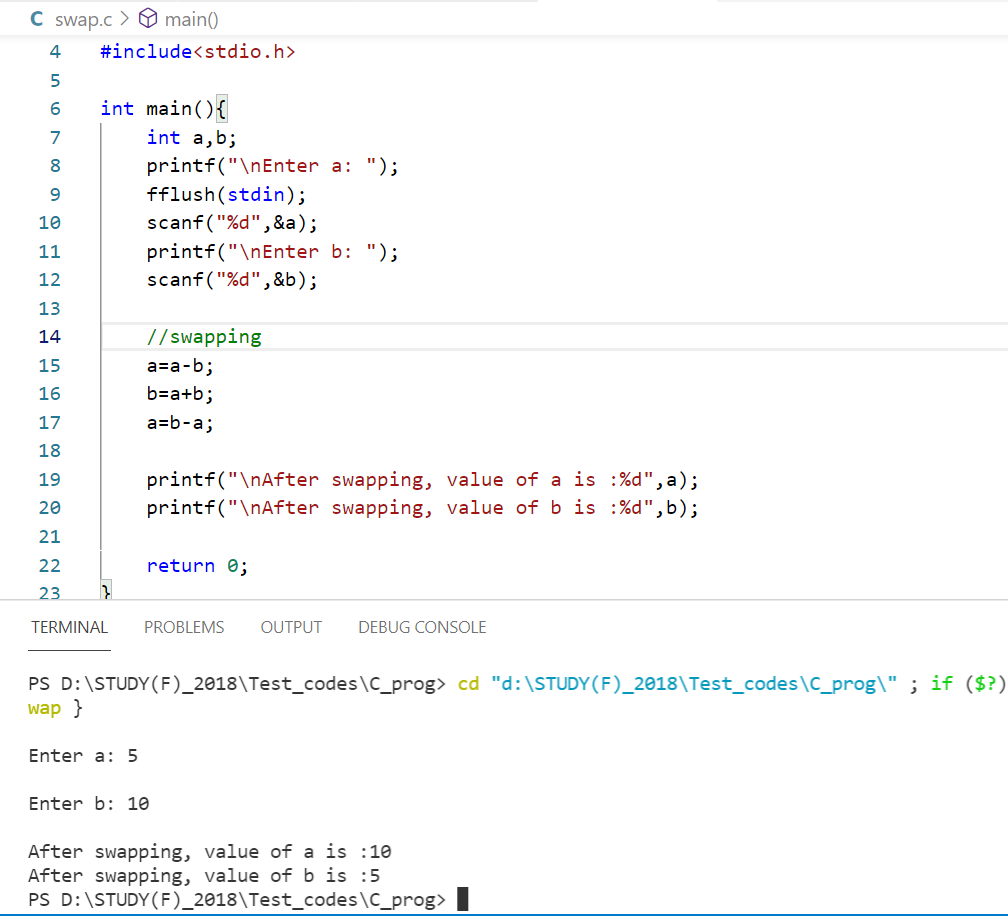 C swap.c > main()
4 #include<stdio.h>
5
6 int main(){
7 int a,b;
8 printf("\nEnter a: ");
9 fflush(stdin);
10 scanf("%d",&a);
11 printf("\nEnter b: ");
12 scanf("%d",&b);
13
14 //swapping
15 a=a-b;
16 b=a+b;
17 a=b-a;
18
19 printf("\nAfter swapping, value of a is :%d",a);
20 printf("\nAfter swapping, value of b is :%d",b);
21
22 return 0;
23 }
TERMINAL PROBLEMS OUTPUT DEBUG CONSOLE
PS D:\STUDY(F)_2018\Test_codes\C_prog> cd "d:\STUDY(F)_2018\Test_codes\C_prog\" ; if ($?)
wap }
Enter a: 5
Enter b: 10
After swapping, value of a is :10
After swapping, value of b is :5
PS D:\STUDY(F)_2018\Test_codes\C_prog>